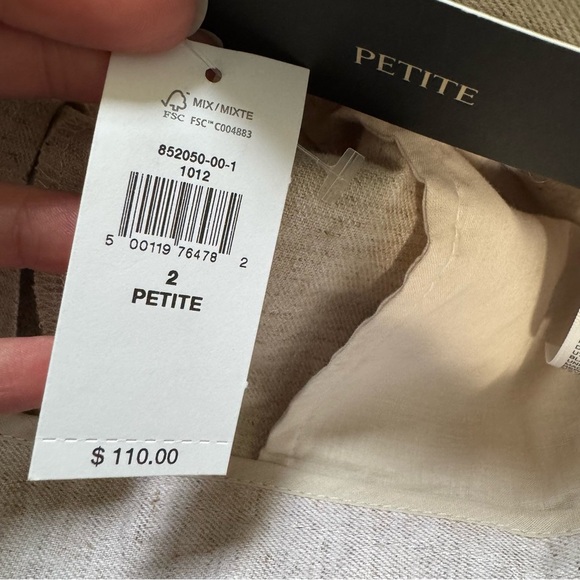 PETITE
MIX/MIXTE
FSC FSC™ C004883
852050-00-1
1012
5 00119 76478 2
2
PETITE
$ 110.00